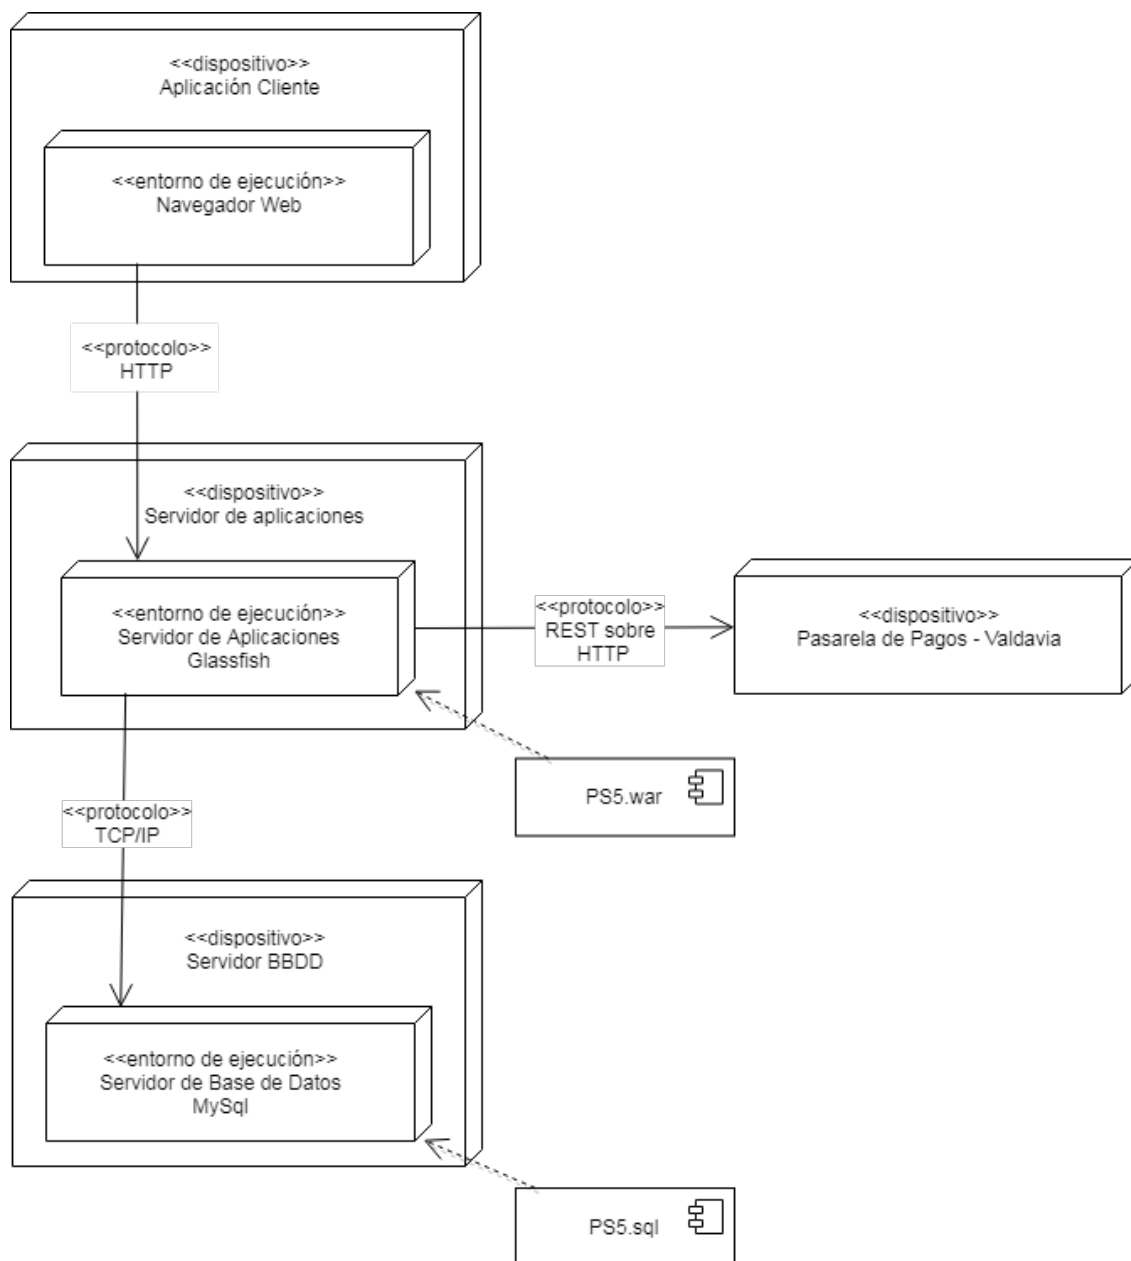 <<dispositivo>>
Aplicación Cliente
<<entorno de ejecución>>
Navegador Web
<<protocolo>>
HTTP
<<dispositivo>>
Servidor de aplicaciones
<<entorno de ejecución>>
Servidor de Aplicaciones
Glassfish
<<protocolo>>
REST sobre
HTTP
<<dispositivo>>
Pasarela de Pagos - Valdavia
PS5.war
<<protocolo>>
TCP/IP
<<dispositivo>>
Servidor BBDD
<<entorno de ejecución>>
Servidor de Base de Datos
MySql
PS5.sql